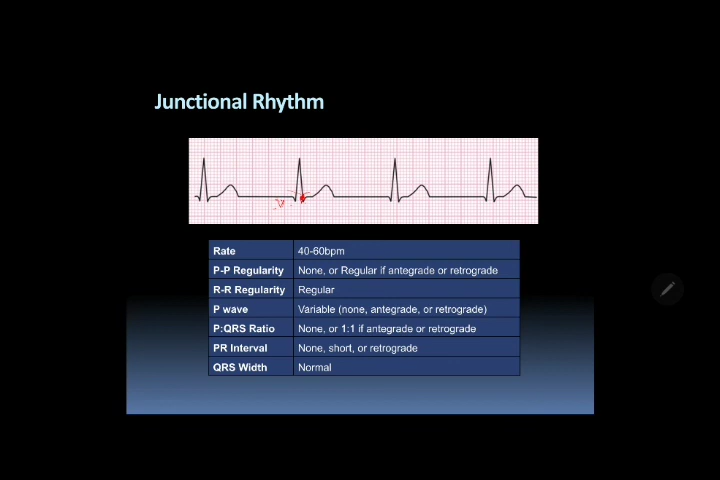 Junctional Rhythm
Rate 40-60bpm
P-P Regularity None, or Regular if antegrade or retrograde
R-R Regularity Regular
P wave Variable (none, antegrade, or retrograde)
P:QRS Ratio None, or 1:1 if antegrade or retrograde
PR Interval None, short, or retrograde
QRS Width Normal